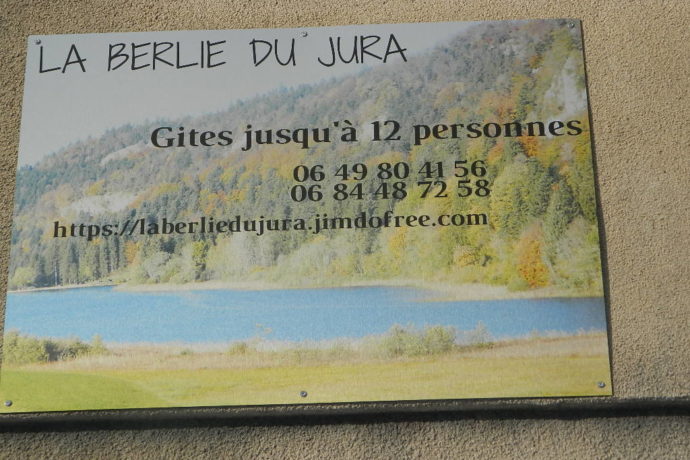 LA BERLIE DU JURA
Gites jusqu'à 12 personnes
06 49 80 41 56
06 84 48 72 58
https://laberliedujura.jimdofree.com